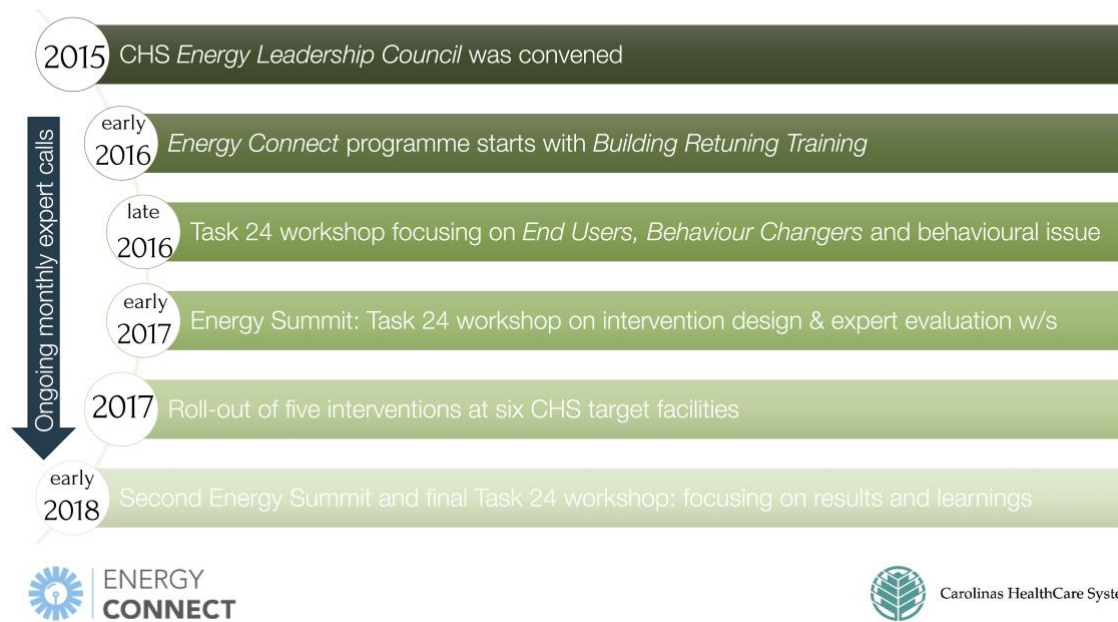 2015 CHS Energy Leadership Council was convened
early
2016 Energy Connect programme starts with Building Retuning Training
late
2016 Task 24 workshop focusing on End Users, Behaviour Changers and behavioural issue
early
2017 Energy Summit: Task 24 workshop on intervention design & expert evaluation w/s
2017 Roll-out of five interventions at six CHS target facilities
early
2018 Second Energy Summit and final Task 24 workshop: focusing on results and learnings
Ongoing monthly expert calls
ENERGY
CONNECT
Carolinas HealthCare Syste